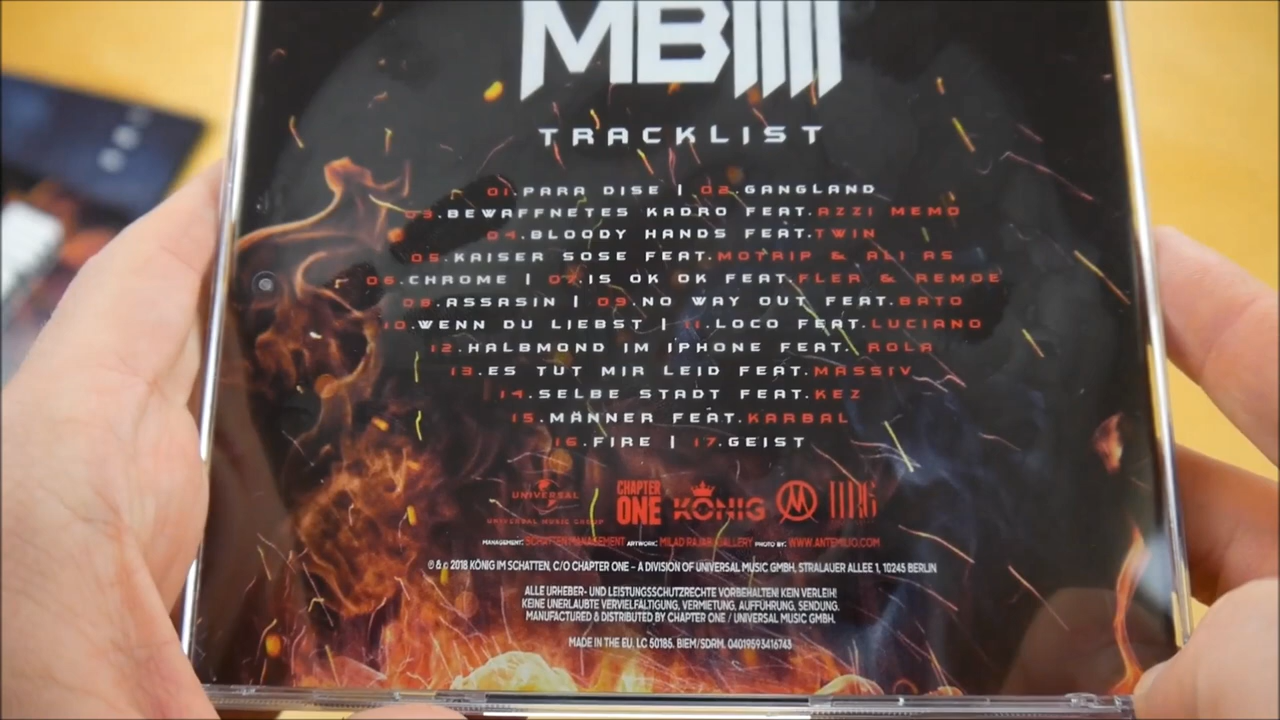 MBIIII
TRACKLIST
01.PARA DISE | 02.GANGLAND
03.BEWAFFNETES KADRO FEAT.AZZI MEMO
04.BLOODY HANDS FEAT.TWIN
05.KAISER SOSE FEAT.MOTRIP & ALI AS
06.CHROME | 07.IS OK OK FEAT.FLER & REMOE
08.ASSASIN | 09.NO WAY OUT FEAT.BATO
10.WENN DU LIEBST | 11.LOCO FEAT.LUCIANO
12.HALBMOND IM IPHONE FEAT. ROLA
13.ES TUT MIR LEID FEAT.MASSIV
14.SELBE STADT FEAT.KEZ
15.MÄNNER FEAT.KARBAL
16.FIRE | 17.GEIST
UNIVERSAL
UNIVERSAL MUSIC GROUP
CHAPTER
ONE
KÖNIG
MANAGEMENT: SCHATTEN MANAGEMENT ARTWORK: MILAD RAJABI GALLERY PHOTO BY: WWW.ANTEMILIG.COM
℗ & © 2018 KÖNIG IM SCHATTEN, C/O CHAPTER ONE – A DIVISION OF UNIVERSAL MUSIC GMBH, STRALAUER ALLEE 1, 10245 BERLIN
ALLE URHEBER- UND LEISTUNGSSCHUTZRECHTE VORBEHALTEN! KEIN VERLEIH!
KEINE UNERLAUBTE VERVIELFÄLTIGUNG, VERMIETUNG, AUFFÜHRUNG, SENDUNG.
MANUFACTURED & DISTRIBUTED BY CHAPTER ONE / UNIVERSAL MUSIC GMBH.
MADE IN THE EU. LC 50185. BIEM/SDRM. 04019593416743